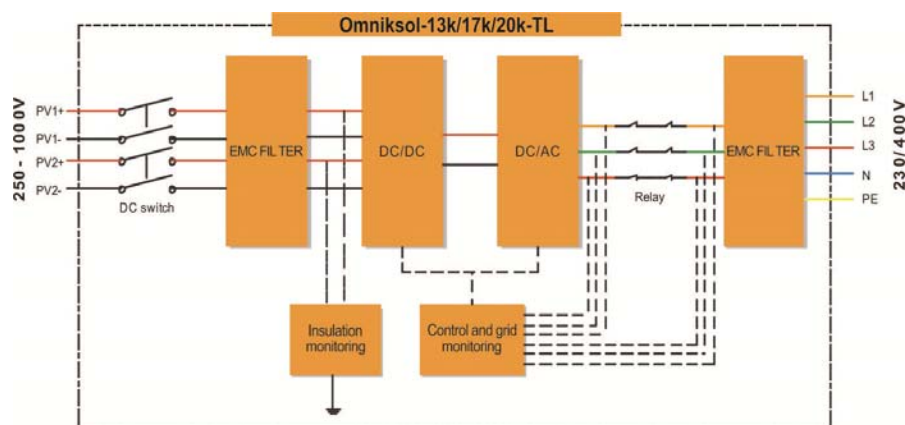 Omniksol-13k/17k/20k-TL
250 - 1000V
PV1+
PV1-
PV2+
PV2-
DC switch
EMC FILTER
DC/DC
DC/AC
Relay
EMC FILTER
L1
L2
L3
N
PE
230/400V
Insulation
monitoring
Control and grid
monitoring